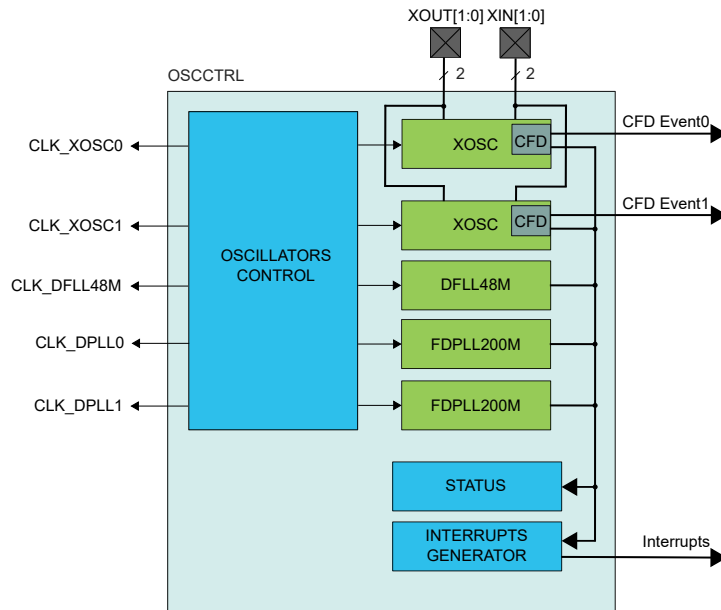 XOUT[1:0] XIN[1:0]
2 2
OSCCTRL
CLK_XOSC0
XOSC
CFD
CFD Event0
CLK_XOSC1
XOSC
CFD
CFD Event1
OSCILLATORS
CONTROL
CLK_DFLL48M
DFLL48M
CLK_DPLL0
FDPLL200M
CLK_DPLL1
FDPLL200M
STATUS
INTERRUPTS
GENERATOR
Interrupts